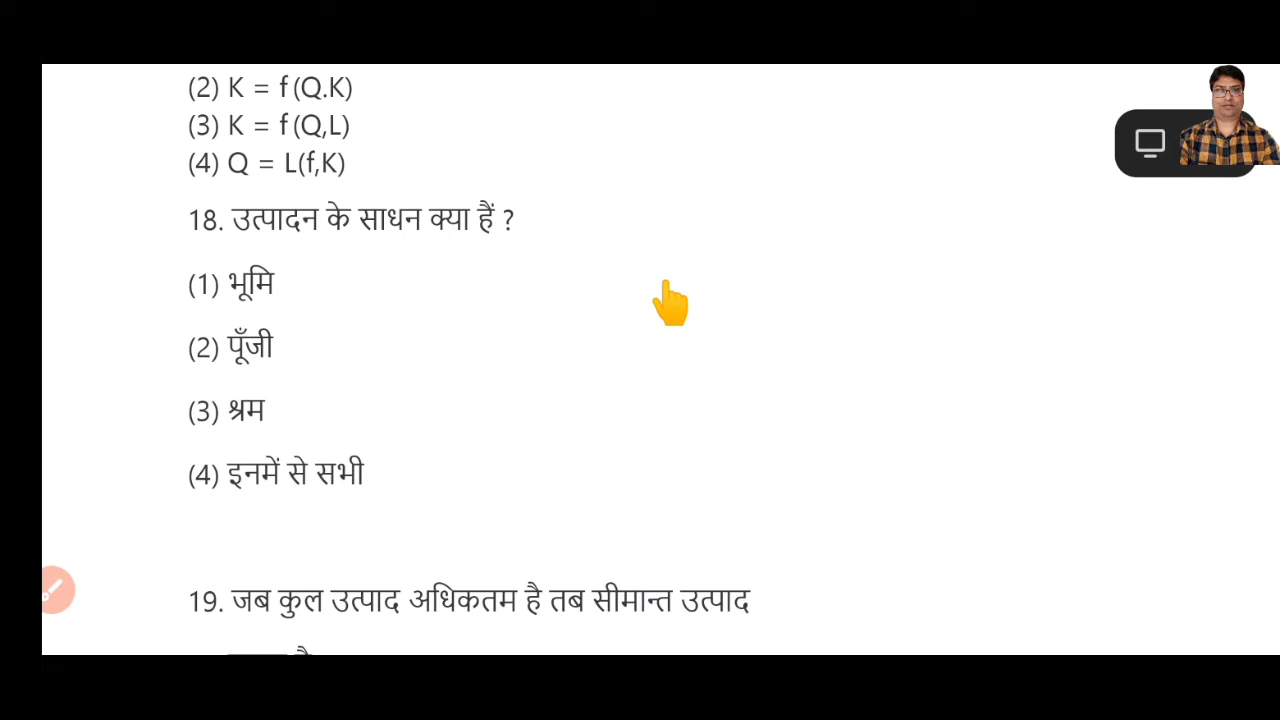 (2) K = f (Q.K)
(3) K = f (Q,L)
(4) Q = L(f,K)
18. उत्पादन के साधन क्या हैं ?
(1) भूमि
(2) पूँजी
(3) श्रम
(4) इनमें से सभी
19. जब कुल उत्पाद अधिकतम है तब सीमान्त उत्पाद